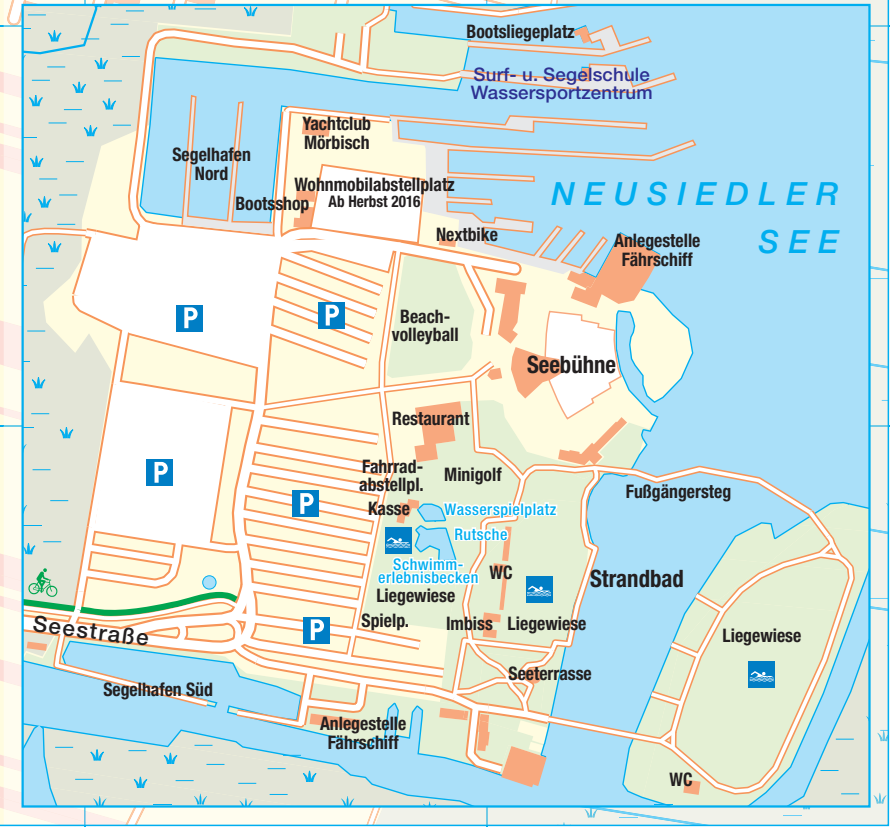 Bootsliegeplatz
Surf- u. Segelschule
Wassersportzentrum
Yachtclub
Mörbisch
Segelhafen
Nord
Wohnmobilabstellplatz
Ab Herbst 2016
Bootsshop
NEUSIEDLER
SEE
Nextbike
Anlegestelle
Fährschiff
P
P
Beach-
volleyball
Seebühne
Restaurant
Fahrrad-
abstellpl.
Minigolf
P
P
Kasse
Wasserspielplatz
Fußgängersteg
Rutsche
Schwimm-
erlebnisbecken
WC
Strandbad
Liegewiese
Spielp.
Imbiss
Liegewiese
P
Seestraße
Liegewiese
Seeterrasse
Segelhafen Süd
Anlegestelle
Fährschiff
WC